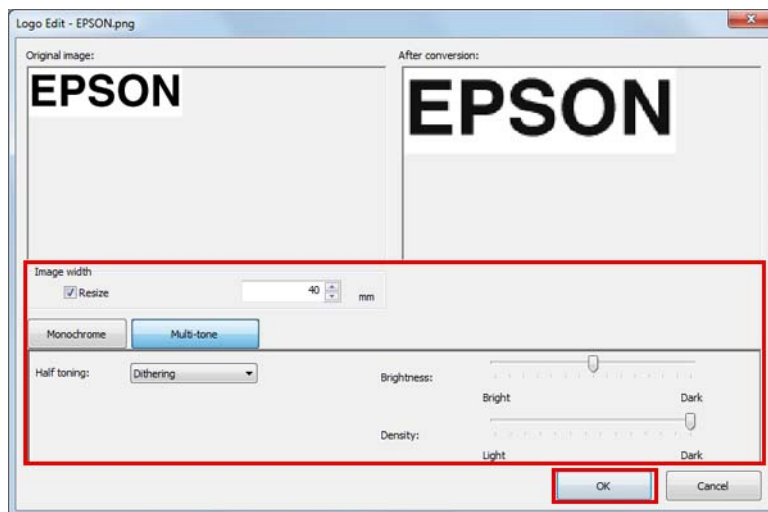 Logo Edit - EPSON.png
Original image:
After conversion:
EPSON
EPSON
Image width
Resize
40
mm
Monochrome
Multi-tone
Half toning:
Dithering
Brightness:
Bright
Dark
Density:
Light
Dark
OK
Cancel